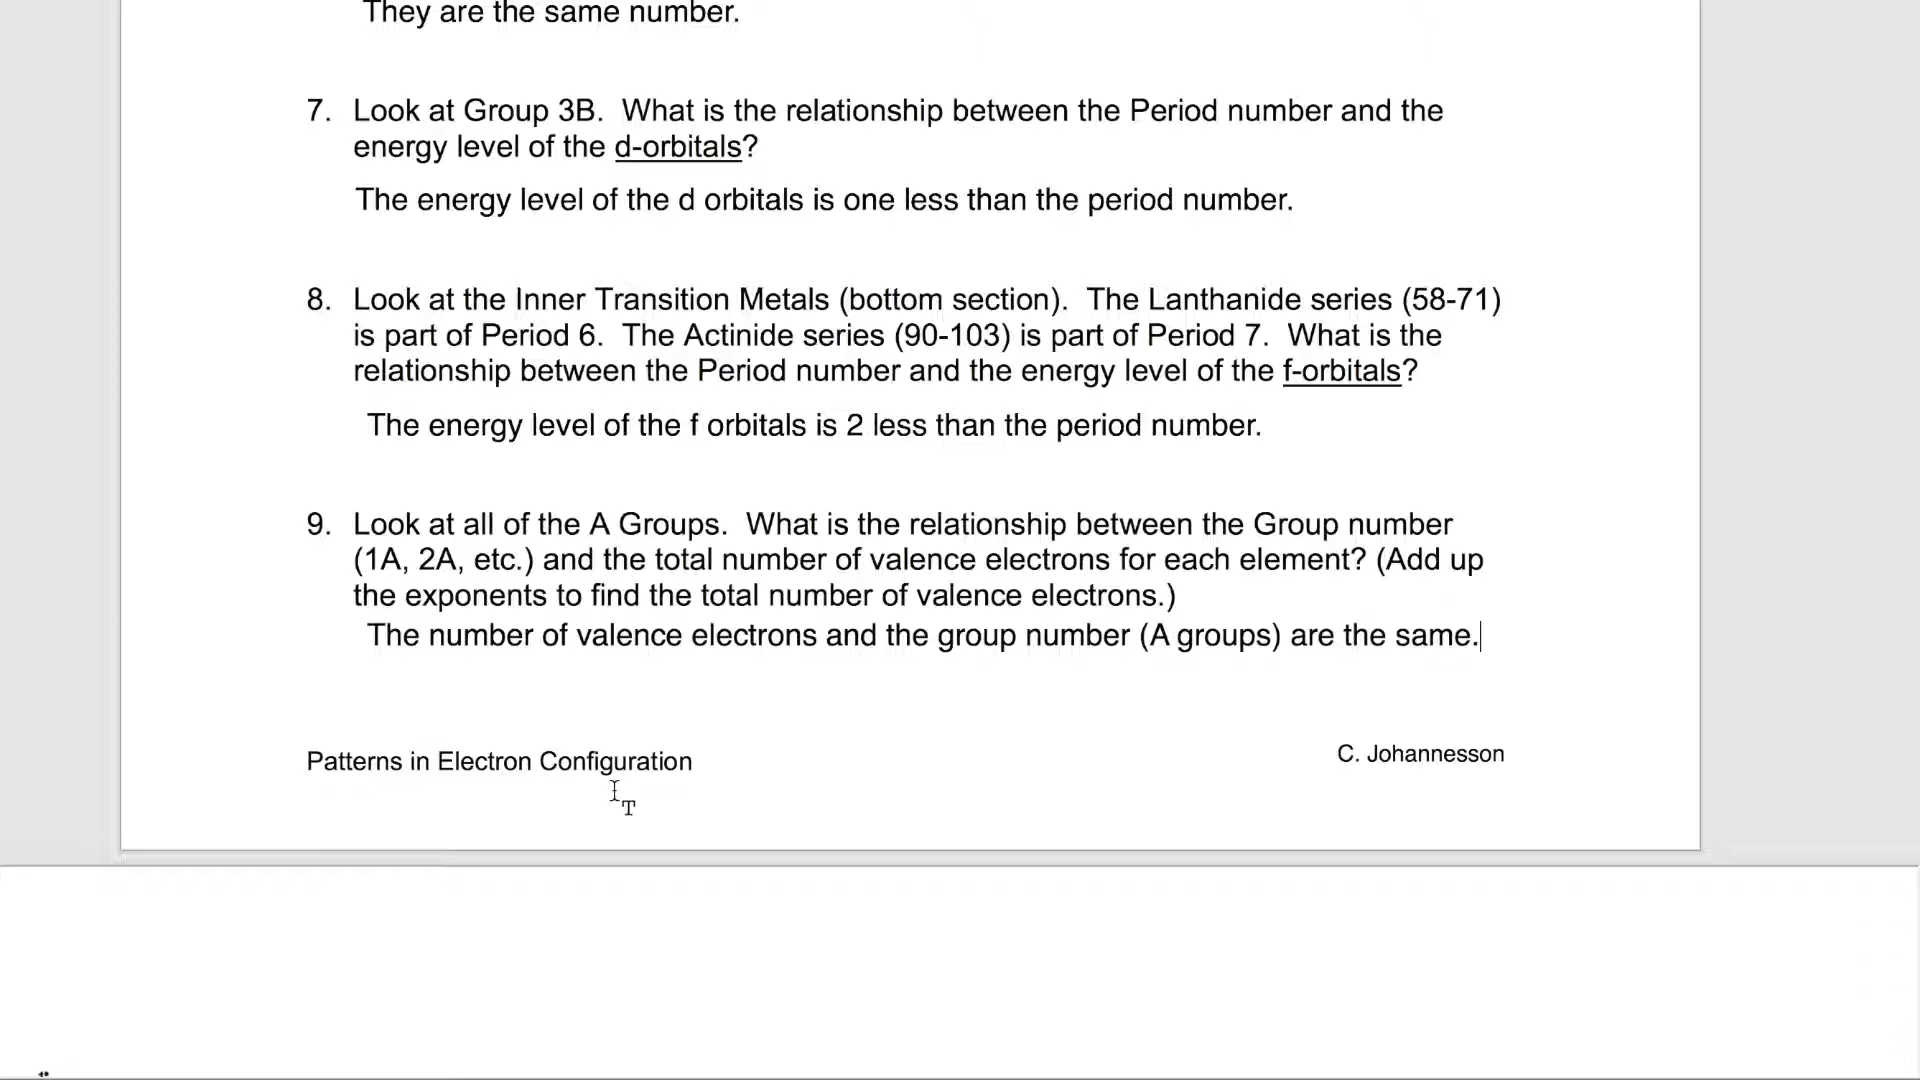 They are the same number.
7. Look at Group 3B. What is the relationship between the Period number and the
energy level of the d-orbitals?
The energy level of the d orbitals is one less than the period number.
8. Look at the Inner Transition Metals (bottom section). The Lanthanide series (58-71)
is part of Period 6. The Actinide series (90-103) is part of Period 7. What is the
relationship between the Period number and the energy level of the f-orbitals?
The energy level of the f orbitals is 2 less than the period number.
9. Look at all of the A Groups. What is the relationship between the Group number
(1A, 2A, etc.) and the total number of valence electrons for each element? (Add up
the exponents to find the total number of valence electrons.)
The number of valence electrons and the group number (A groups) are the same.
Patterns in Electron Configuration
C. Johannesson